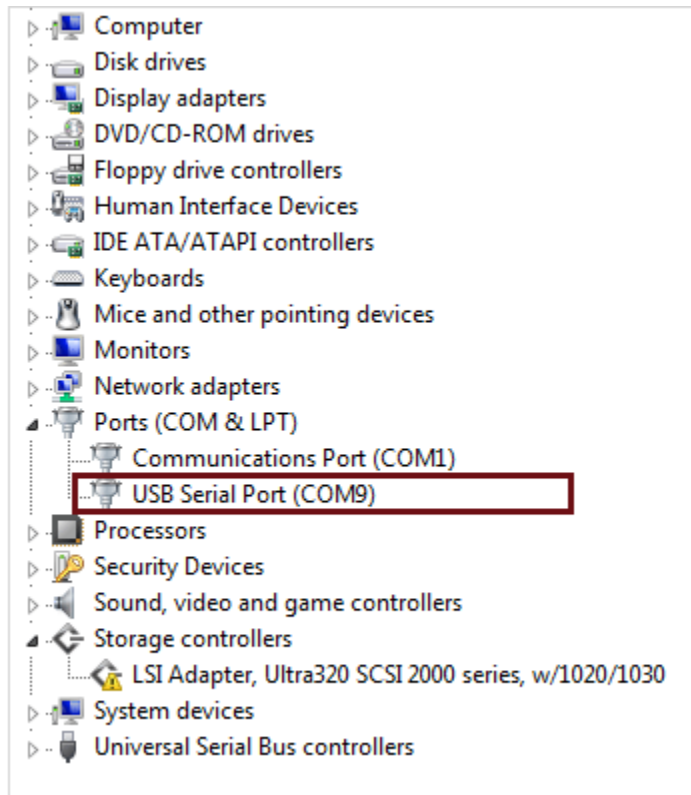 Computer
Disk drives
Display adapters
DVD/CD-ROM drives
Floppy drive controllers
Human Interface Devices
IDE ATA/ATAPI controllers
Keyboards
Mice and other pointing devices
Monitors
Network adapters
Ports (COM & LPT)
Communications Port (COM1)
USB Serial Port (COM9)
Processors
Security Devices
Sound, video and game controllers
Storage controllers
LSI Adapter, Ultra320 SCSI 2000 series, w/1020/1030
System devices
Universal Serial Bus controllers